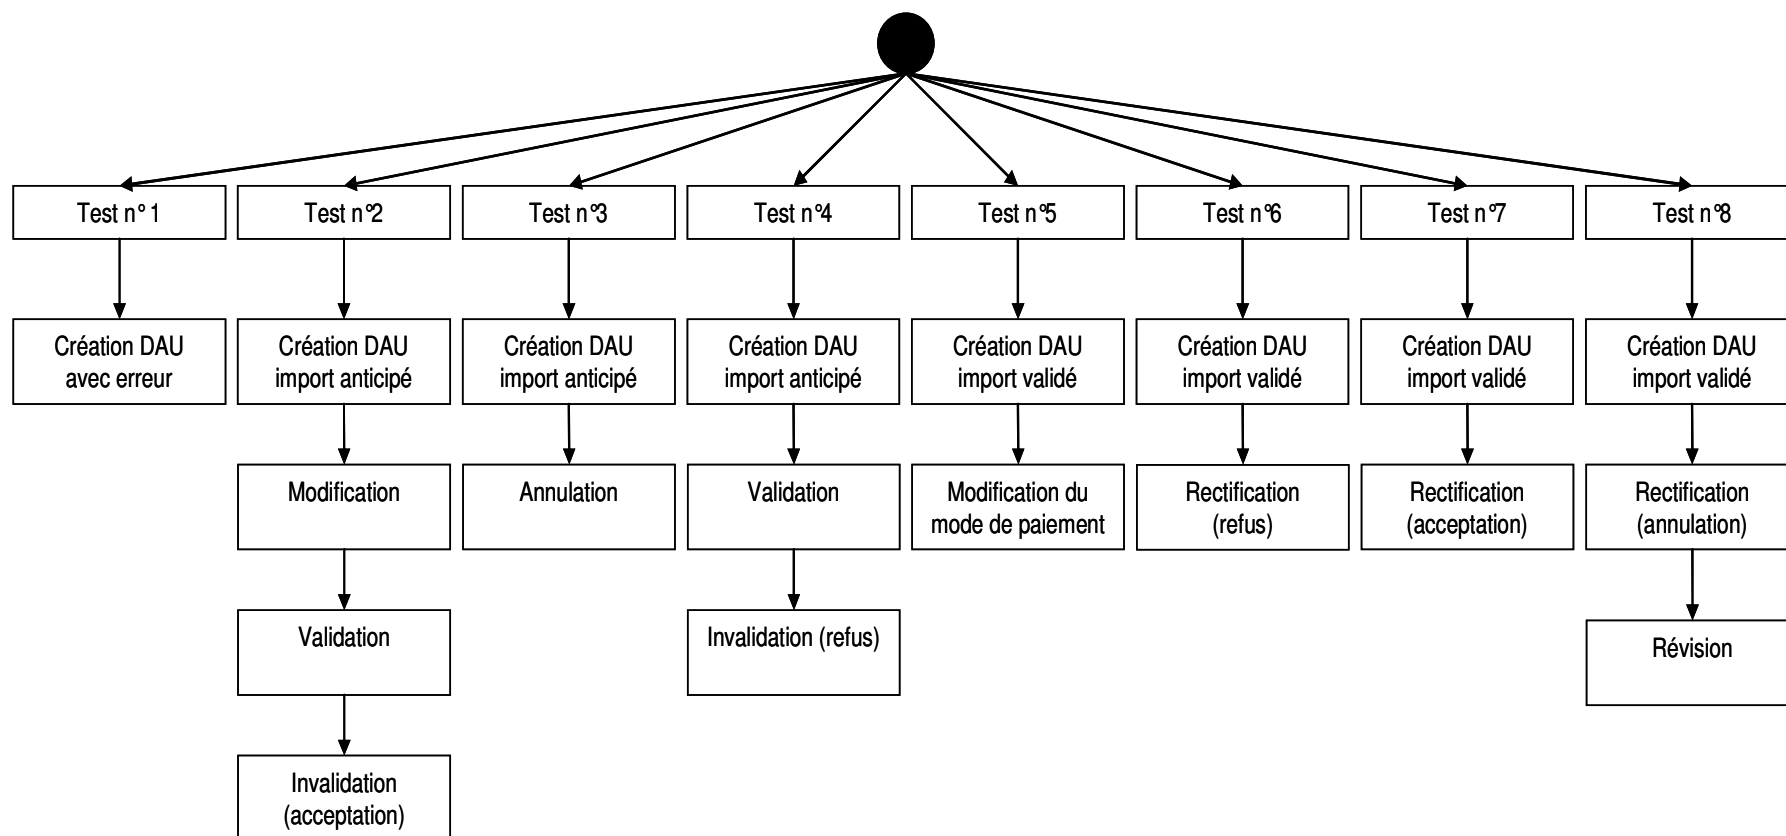 Test n° 1
Test n°2
Test n°3
Test n°4
Test n°5
Test n°6
Test n°7
Test n°8
Création DAU
avec erreur
Création DAU
import anticipé
Création DAU
import anticipé
Création DAU
import anticipé
Création DAU
import validé
Création DAU
import validé
Création DAU
import validé
Création DAU
import validé
Modification
Annulation
Validation
Modification du
mode de paiement
Rectification
(refus)
Rectification
(acceptation)
Rectification
(annulation)
Validation
Invalidation (refus)
Révision
Invalidation
(acceptation)